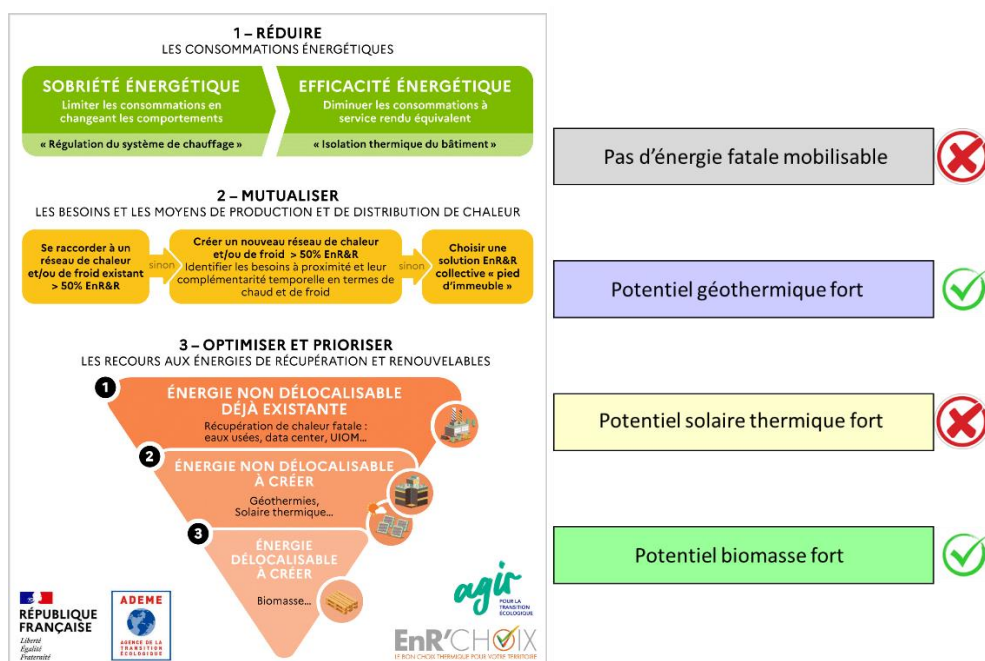 1 – RÉDUIRE
LES CONSOMMATIONS ÉNERGÉTIQUES
SOBRIÉTÉ ÉNERGÉTIQUE
Limiter les consommations en
changeant les comportements
« Régulation du système de chauffage »
EFFICACITÉ ÉNERGÉTIQUE
Diminuer les consommations à
service rendu équivalent
« Isolation thermique du bâtiment »
2 – MUTUALISER
LES BESOINS ET LES MOYENS DE PRODUCTION ET DE DISTRIBUTION DE CHALEUR
Se raccorder à un
réseau de chaleur
et/ou de froid existant
> 50% EnR&R
sinon
Créer un nouveau réseau de chaleur
et/ou de froid > 50% EnR&R
Identifier les besoins à proximité et leur
complémentarité temporelle en termes de
chaud et de froid
sinon
Choisir une
solution EnR&R
collective « pied
d'immeuble »
3 – OPTIMISER ET PRIORISER
LES RECOURS AUX ÉNERGIES DE RÉCUPÉRATION ET RENOUVELABLES
1
ÉNERGIE NON DÉLOCALISABLE
DÉJÀ EXISTANTE
Récupération de chaleur fatale :
eaux usées, data center, UIOM...
2
ÉNERGIE NON DÉLOCALISABLE
À CRÉER
Géothermies,
Solaire thermique...
3
ÉNERGIE
DÉLOCALISABLE
À CRÉER
Biomasse...
RÉPUBLIQUE
FRANÇAISE
Liberté
Égalité
Fraternité
ADEME
AGENCE DE LA
TRANSITION
ÉCOLOGIQUE
agir
POUR LA
TRANSITION
ÉCOLOGIQUE
EnR'CHOIX
LE BON CHOIX THERMIQUE POUR VOTRE TERRITOIRE
Pas d'énergie fatale mobilisable
Potentiel géothermique fort
Potentiel solaire thermique fort
Potentiel biomasse fort